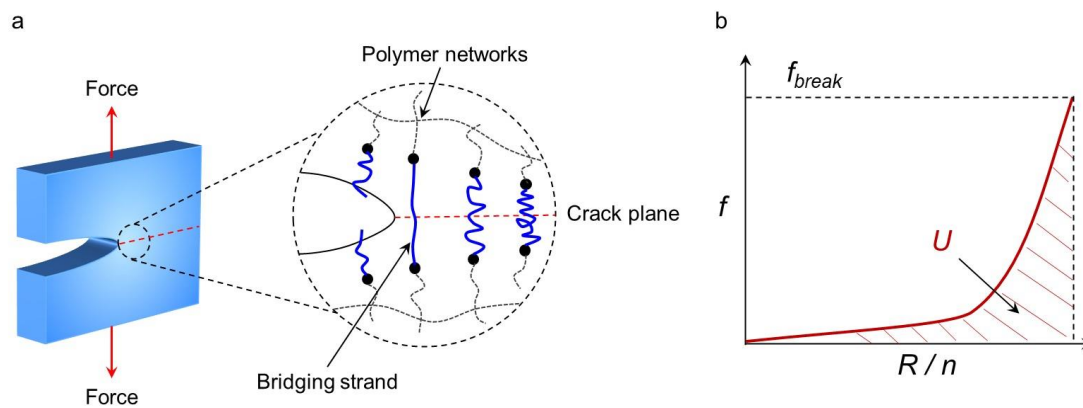 a
Force
Force
Polymer networks
Crack plane
Bridging strand
b
f_break
f
U
R / n